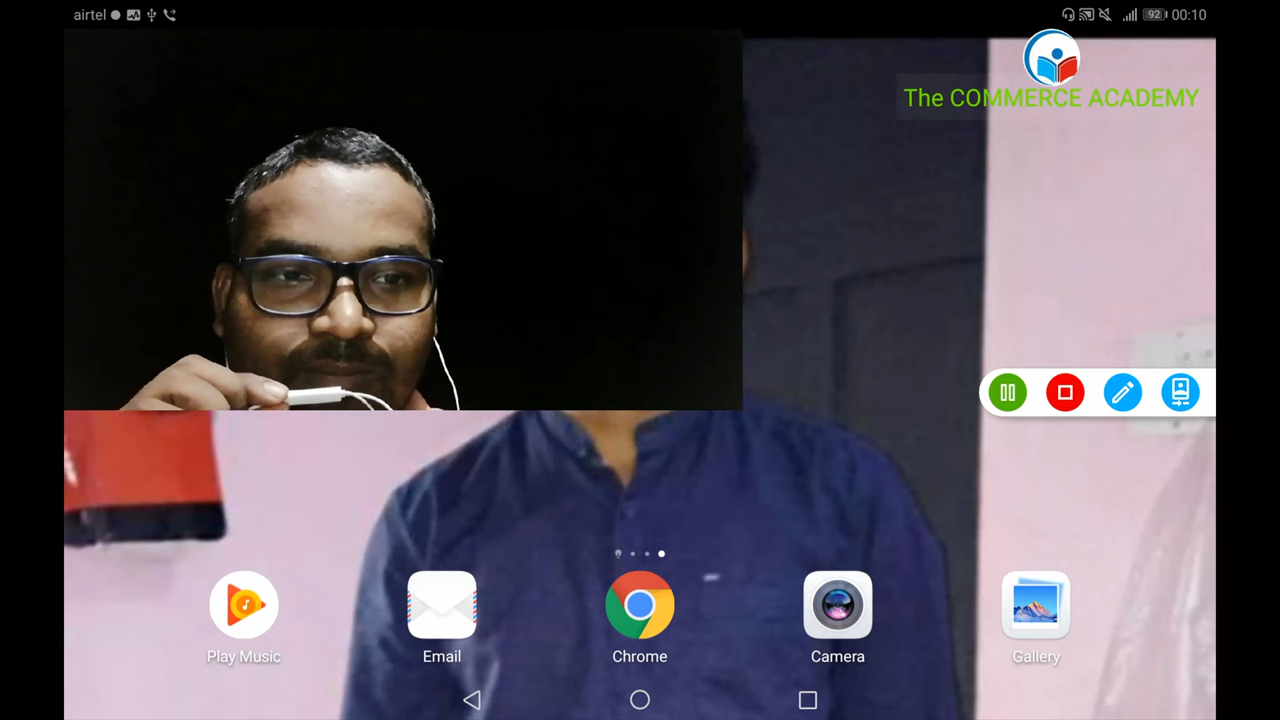 airtel
92 00:10
The COMMERCE ACADEMY
Play Music
Email
Chrome
Camera
Gallery